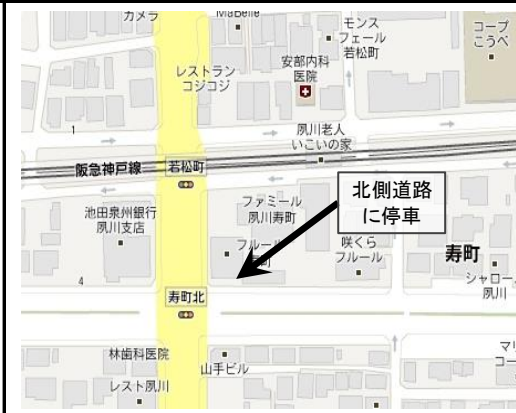 カメラ
MaBelle
モンス
フェール
若松町
コープ
こうべ
安部内科
医院
レストラン
コジコジ
1
夙川老人
いこいの家
阪急神戸線
若松町
北側道路
に停車
池田泉州銀行
夙川支店
ファミール
夙川寿町
フルール
咲くら
フルール
寿町
シャロー
夙川
4
寿町北
林歯科医院
山手ビル
レスト夙川
マリ
コー